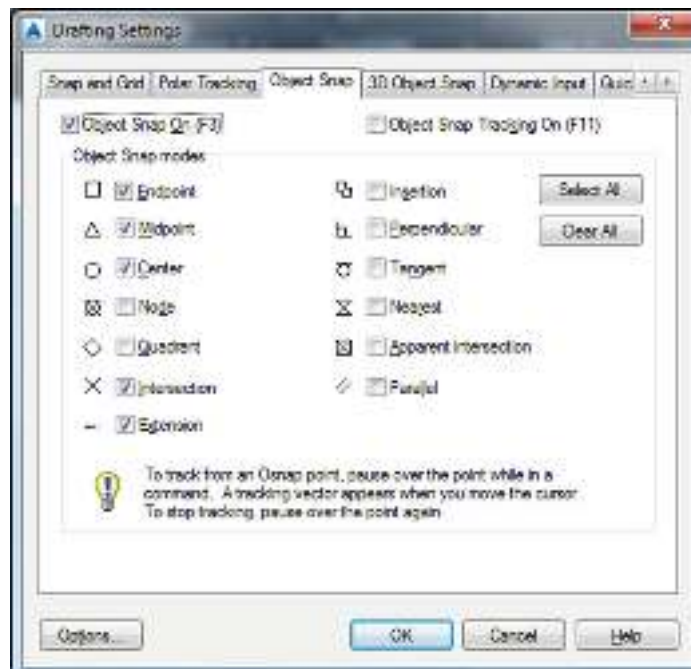 Drafting Settings
Snap and Grid Polar Tracking Object Snap 3D Object Snap Dynamic Input Quic
Object Snap On (F3) Object Snap Tracking On (F11)
Object Snap modes
Endpoint Insertion Select All
Midpoint Perpendicular Clear All
Center Tangent
Node Nearest
Quadrant Apparent intersection
Intersection Parallel
Extension
To track from an Osnap point, pause over the point while in a
command. A tracking vector appears when you move the cursor.
To stop tracking, pause over the point again.
Options... OK Cancel Help